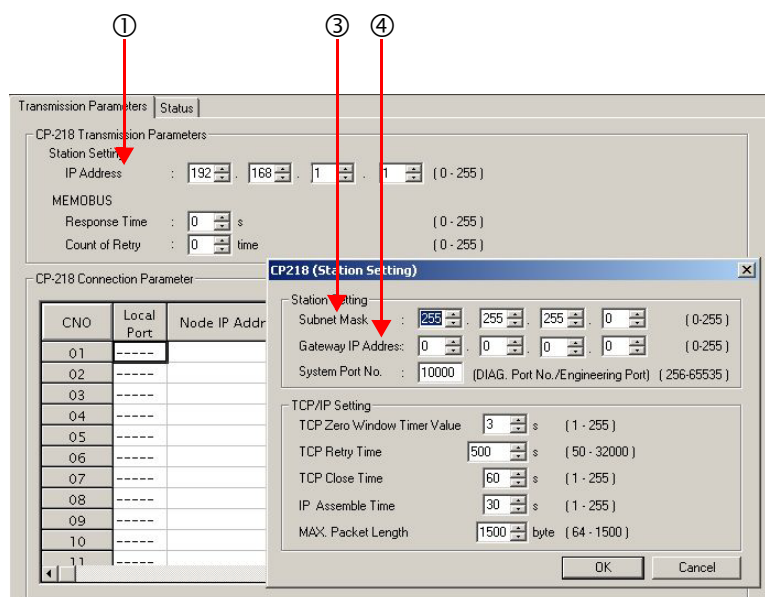 ① ③ ④
Transmission Parameters Status
CP-218 Transmission Parameters
Station Setting
IP Address : 192 . 168 . 1 . 1 ( 0 - 255 )
MEMOBUS
Response Time : 0 s ( 0 - 255 )
Count of Retry : 0 time ( 0 - 255 )
CP-218 Connection Parameter
CNO Local Port Node IP Addr
01 -----
02 -----
03 -----
04 -----
05 -----
06 -----
07 -----
08 -----
09 -----
10 -----
11 -----
CP218 (Station Setting)
Station Setting
Subnet Mask : 255 . 255 . 255 . 0 ( 0-255 )
Gateway IP Addres: : 0 . 0 . 0 . 0 ( 0-255 )
System Port No. : 10000 (DIAG. Port No./Engineering Port) ( 256-65535 )
TCP/IP Setting
TCP Zero Window Timer Value 3 s ( 1 - 255 )
TCP Retry Time 500 s ( 50 - 32000 )
TCP Close Time 60 s ( 1 - 255 )
IP Assemble Time 30 s ( 1 - 255 )
MAX. Packet Length 1500 byte ( 64 - 1500 )
OK Cancel